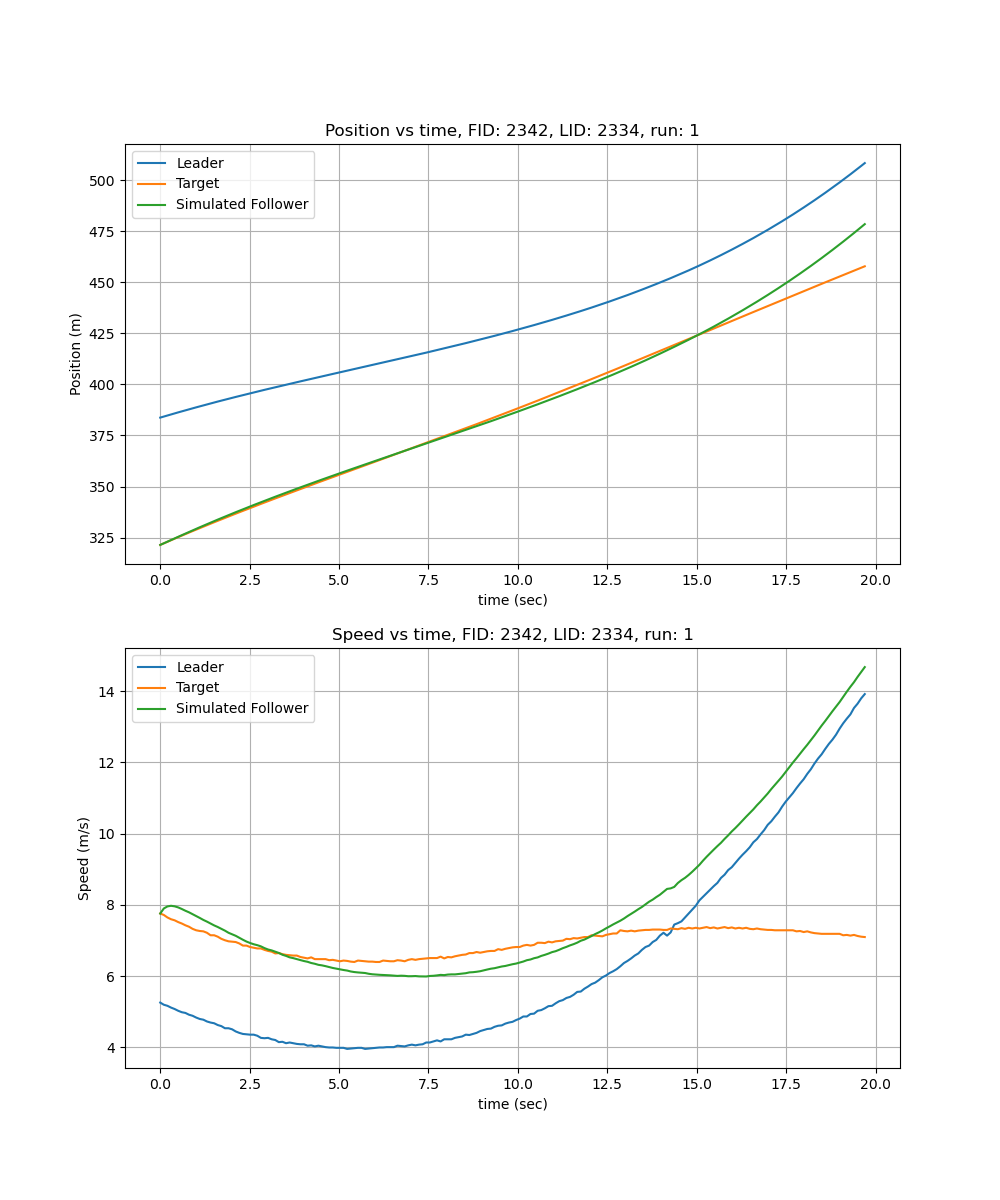 Position vs time, FID: 2342, LID: 2334, run: 1
Leader
Target
Simulated Follower
500
475
450
425
400
375
350
325
Position (m)
0.0 2.5 5.0 7.5 10.0 12.5 15.0 17.5 20.0
time (sec)
Speed vs time, FID: 2342, LID: 2334, run: 1
Leader
Target
Simulated Follower
14
12
10
8
6
4
Speed (m/s)
0.0 2.5 5.0 7.5 10.0 12.5 15.0 17.5 20.0
time (sec)